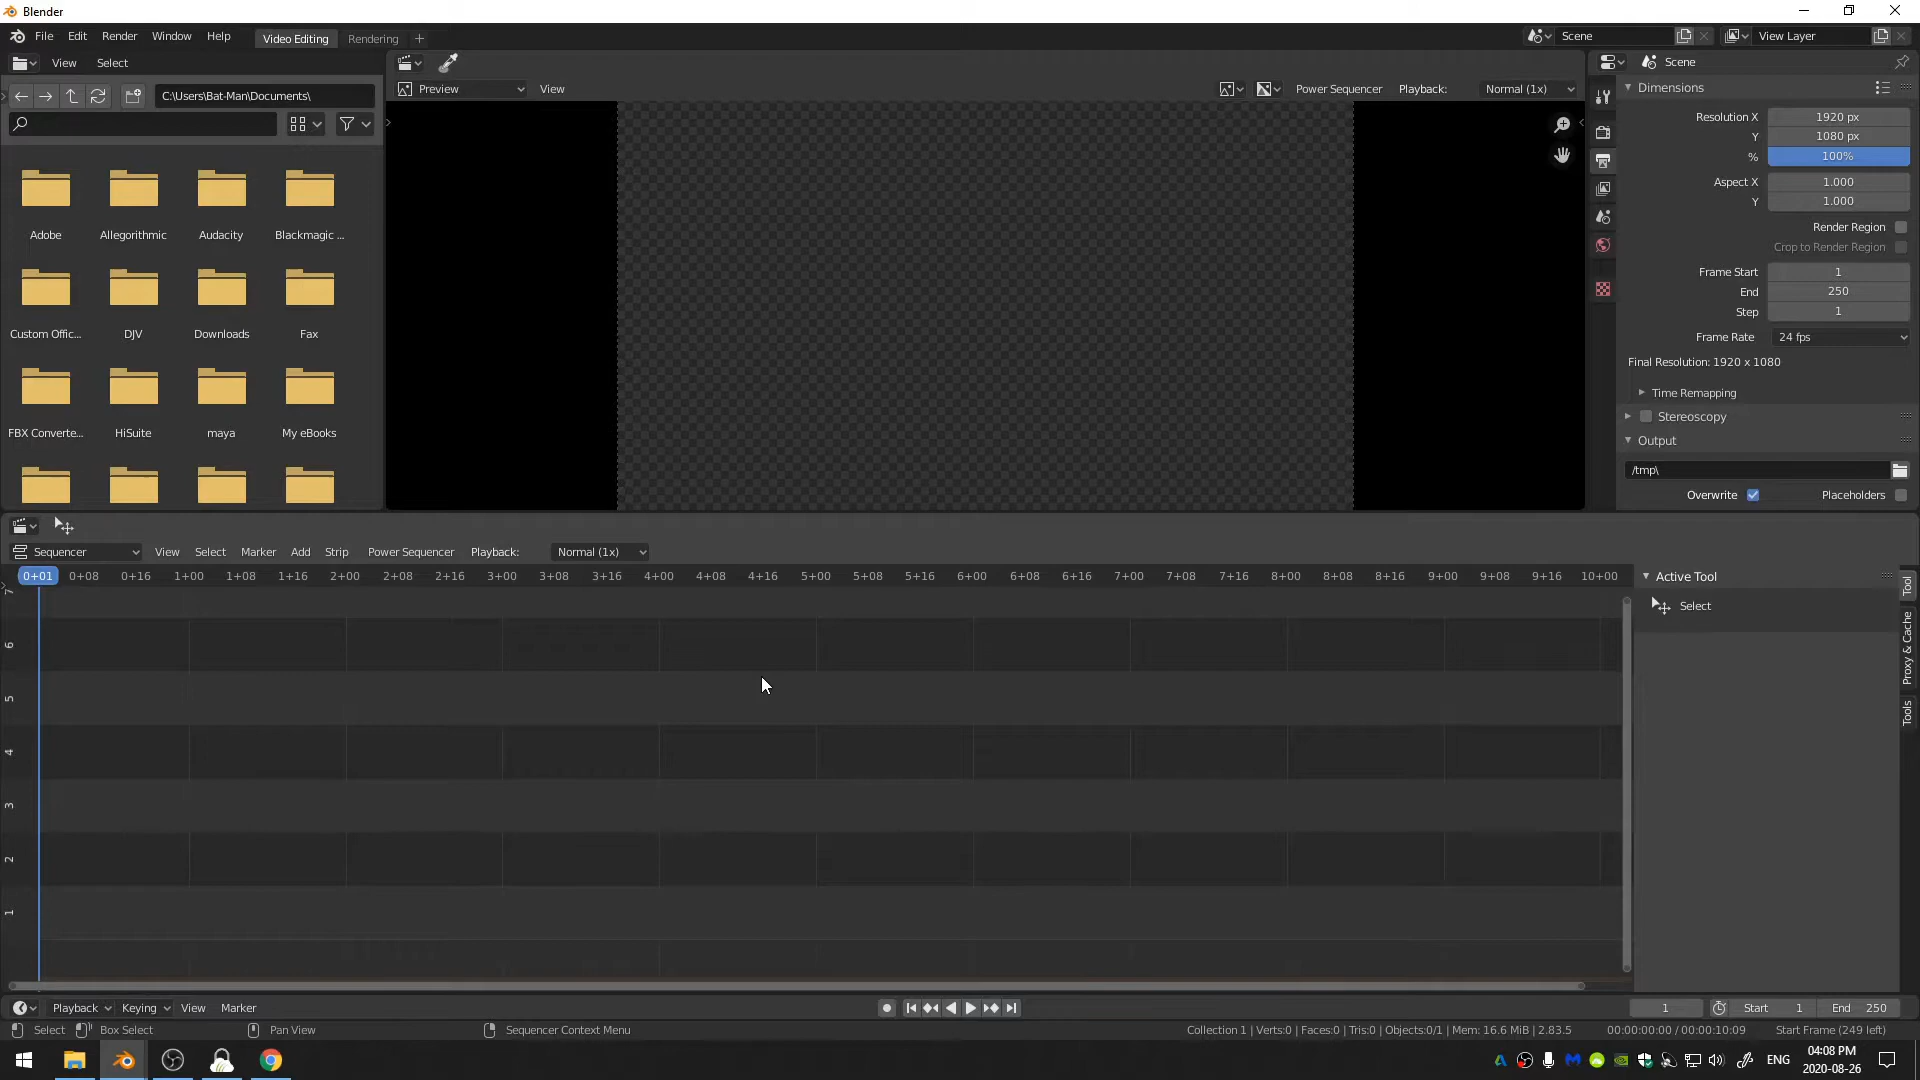 Blender
File Edit Render Window Help Video Editing Rendering + Scene View Layer
View Select
C:\Users\Bat-Man\Documents\
Adobe Allegorithmic Audacity Blackmagic ...
Custom Offic... DJV Downloads Fax
FBX Converte... HiSuite maya My eBooks
Preview View Power Sequencer Playback: Normal (1x)
Scene
Dimensions
Resolution X 1920 px
Y 1080 px
% 100%
Aspect X 1.000
Y 1.000
Render Region
Crop to Render Region
Frame Start 1
End 250
Step 1
Frame Rate 24 fps
Final Resolution: 1920 x 1080
Time Remapping
Stereoscopy
Output
/tmp\
Overwrite Placeholders
Sequencer View Select Marker Add Strip Power Sequencer Playback: Normal (1x)
0+01 0+08 0+16 1+00 1+08 1+16 2+00 2+08 2+16 3+00 3+08 3+16 4+00 4+08 4+16 5+00 5+08 5+16 6+00 6+08 6+16 7+00 7+08 7+16 8+00 8+08 8+16 9+00 9+08 9+16 10+00
7
6
5
4
3
2
1
Active Tool
Select
Tool
Proxy & Cache
Tools
Playback Keying View Marker 1 Start 1 End 250
Select Box Select Pan View Sequencer Context Menu Collection 1 | Verts:0 | Faces:0 | Tris:0 | Objects:0/1 | Mem: 16.6 MiB | 2.83.5 00:00:00:00 / 00:00:10:09 Start Frame (249 left)
ENG 04:08 PM
2020-08-26